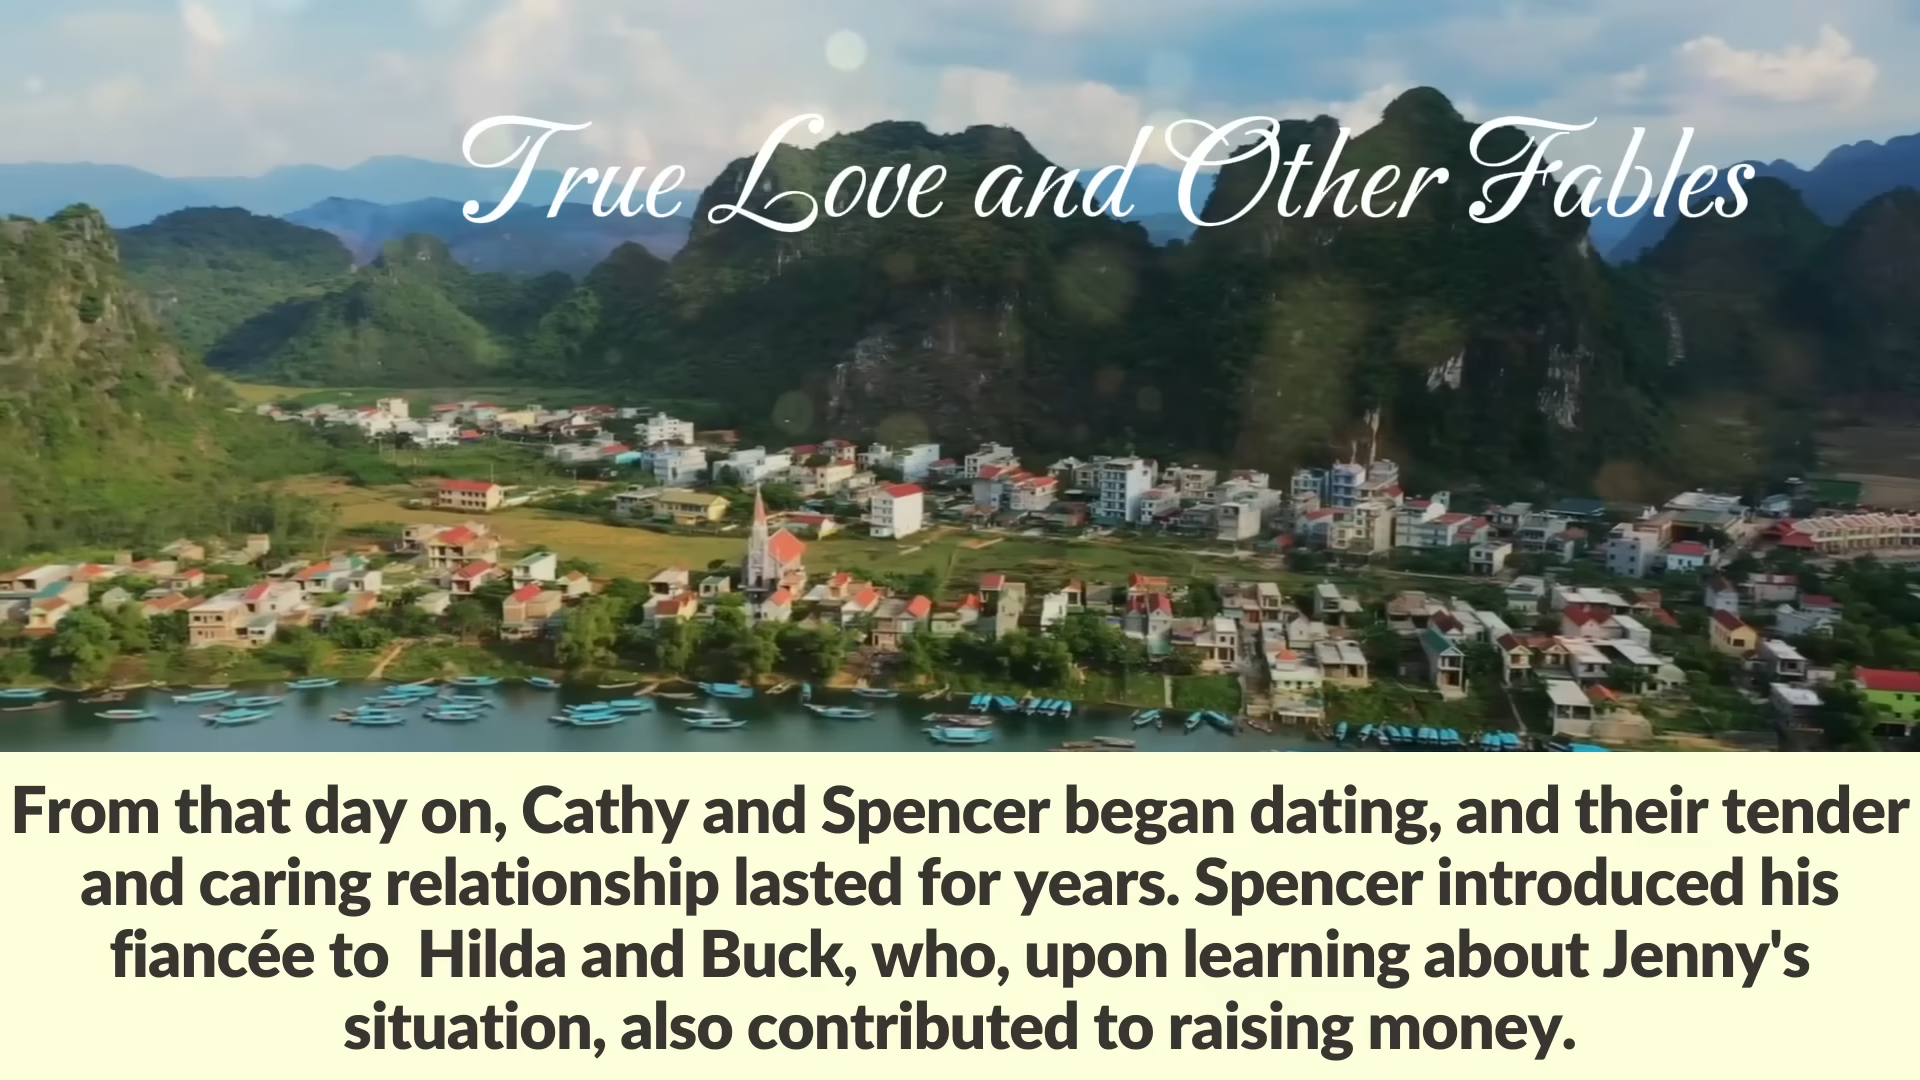 True Love and Other Fables
From that day on, Cathy and Spencer began dating, and their tender
and caring relationship lasted for years. Spencer introduced his
fiancée to  Hilda and Buck, who, upon learning about Jenny's
situation, also contributed to raising money.